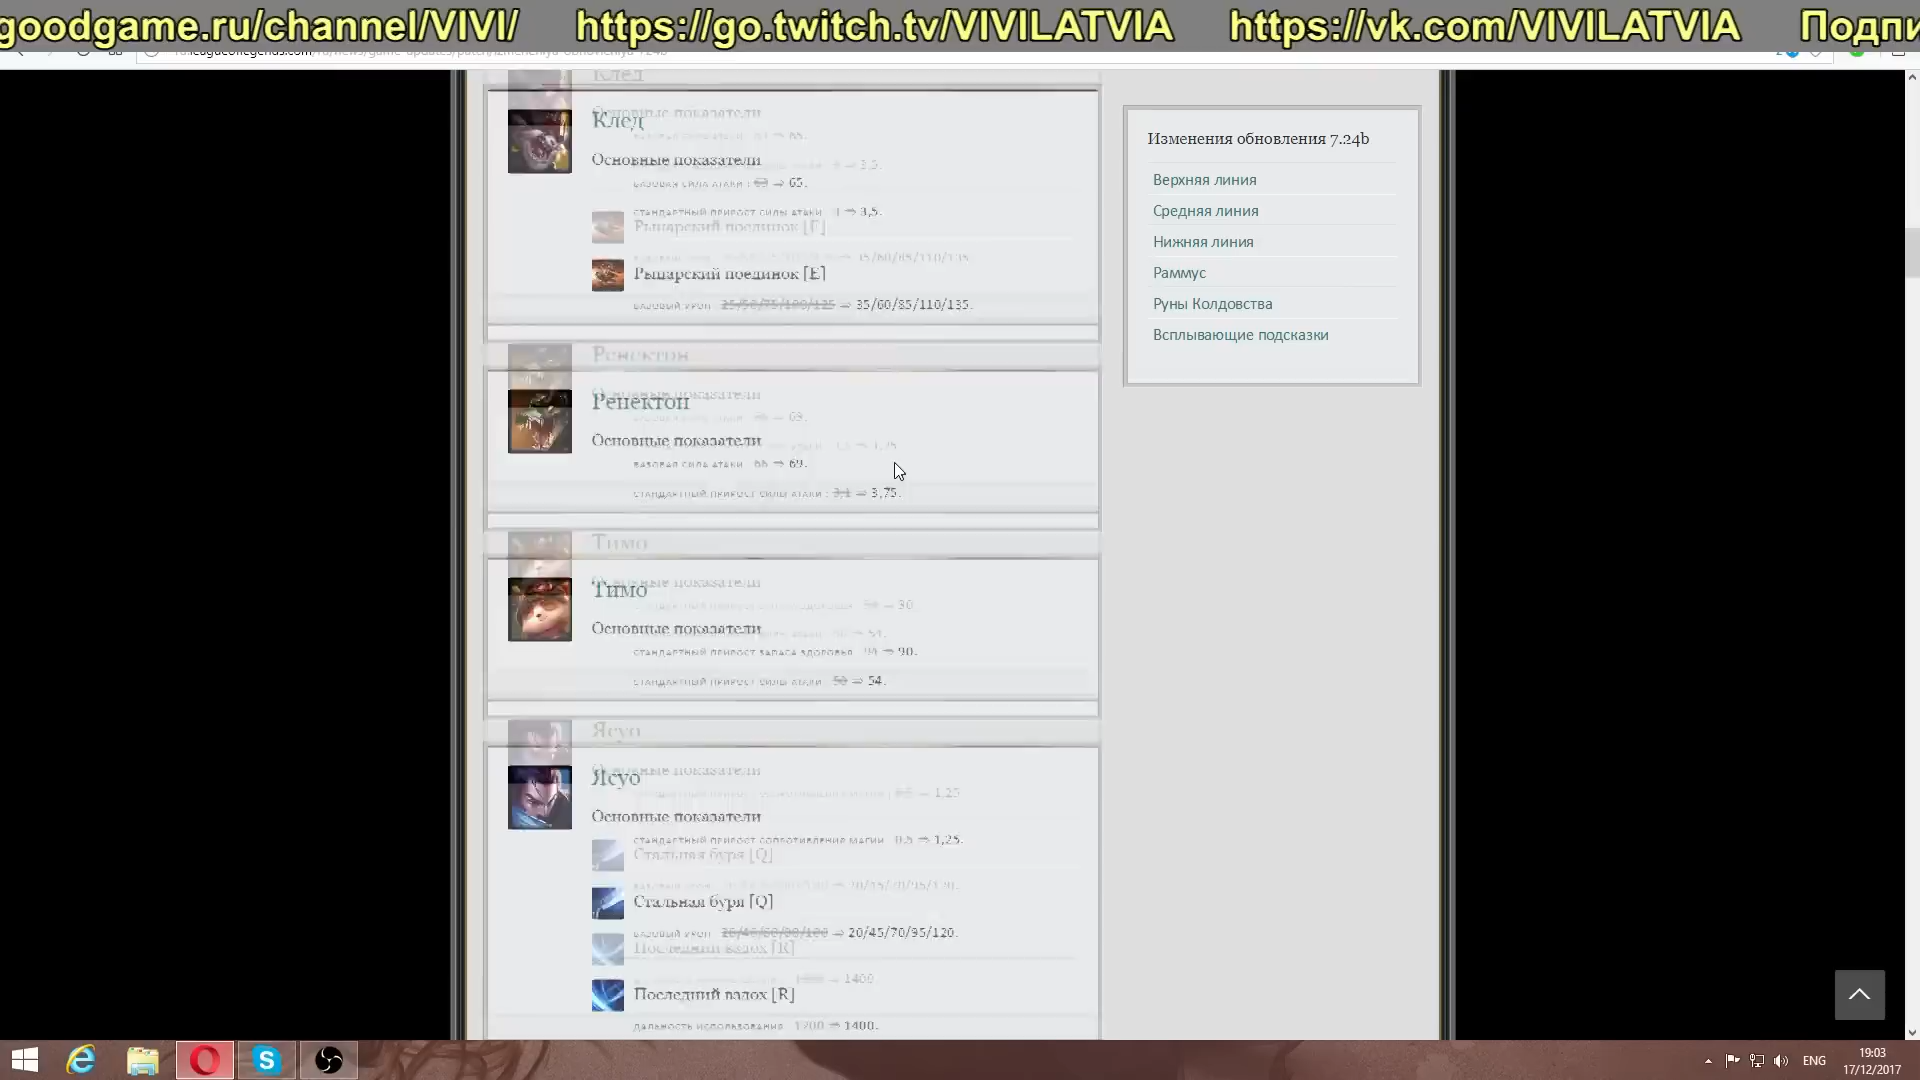 goodgame.ru/channel/VIVI/ https://go.twitch.tv/VIVILATVIA https://vk.com/VIVILATVIA Подпи
Клед
Основные показатели
БАЗОВАЯ СИЛА АТАКИ : 63 ⇒ 65.
СТАНДАРТНЫЙ ПРИРОСТ СИЛЫ АТАКИ ⇒ 3,5.
Рыцарский поединок [E]
БАЗОВЫЙ УРОН 25/50/75/100/125 ⇒ 35/60/85/110/135.
Ренектон
Основные показатели
БАЗОВАЯ СИЛА АТАКИ 66 ⇒ 69.
СТАНДАРТНЫЙ ПРИРОСТ СИЛЫ АТАКИ : 3,1 ⇒ 3,75.
Тимо
Основные показатели
СТАНДАРТНЫЙ ПРИРОСТ ЗАПАСА ЗДОРОВЬЯ ⇒ 90.
СТАНДАРТНЫЙ ПРИРОСТ СИЛЫ АТАКИ 50 ⇒ 54.
Ясуо
Основные показатели
СТАНДАРТНЫЙ ПРИРОСТ СОПРОТИВЛЕНИЯ МАГИИ 0.5 ⇒ 1,25.
Стальная буря [Q]
БАЗОВЫЙ УРОН 20/40/60/80/100 ⇒ 20/45/70/95/120.
Последний вздох [R]
ДАЛЬНОСТЬ ИСПОЛЬЗОВАНИЯ 1200 ⇒ 1400.
Изменения обновления 7.24b
Верхняя линия
Средняя линия
Нижняя линия
Раммус
Руны Колдовства
Всплывающие подсказки
ENG
19:03
17/12/2017